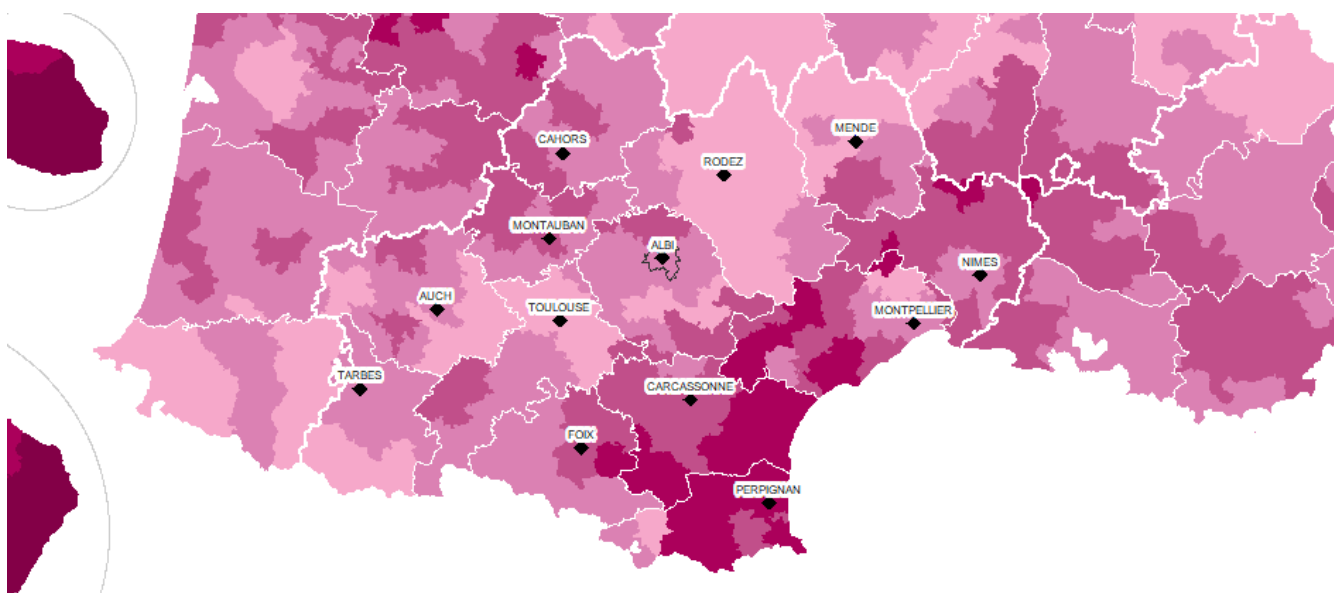 MENDE
CAHORS
RODEZ
MONTAUBAN
ALBI
NIMES
AUCH
TOULOUSE
MONTPELLIER
TARBES
CARCASSONNE
FOIX
PERPIGNAN